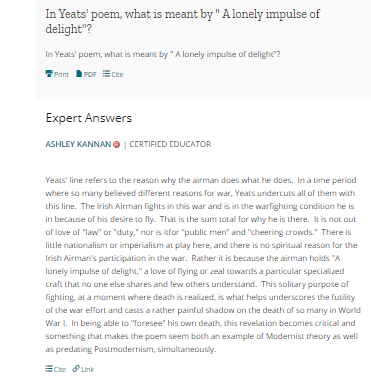 In Yeats' poem, what is meant by " A lonely impulse of
delight"?
In Yeats' poem, what is meant by " A lonely impulse of delight"?
Print PDF Cite
Expert Answers
ASHLEY KANNAN | CERTIFIED EDUCATOR
Yeats' line refers to the reason why the airman does what he does. In a time period
where so many believed different reasons for war, Yeats undercuts all of them with
this line. The Irish Airman fights in this war and is in the warfighting condition he is
in because of his desire to fly. That is the sum total for why he is there. It is not out
of love of "law" or "duty," nor is itfor "public men" and "cheering crowds." There is
little nationalism or imperialism at play here, and there is no spiritual reason for the
Irish Airman's participation in the war. Rather it is because the airman holds "A
lonely impulse of delight," a love of flying or zeal towards a particular specialized
craft that no one else shares and few others understand. This solitary purpose of
fighting, at a moment where death is realized, is what helps underscores the futility
of the war effort and casts a rather painful shadow on the death of so many in World
War I. In being able to "foresee" his own death, this revelation becomes critical and
something that makes the poem seem both an example of Modernist theory as well
as predating Postmodernism, simultaneously.
Cite Link